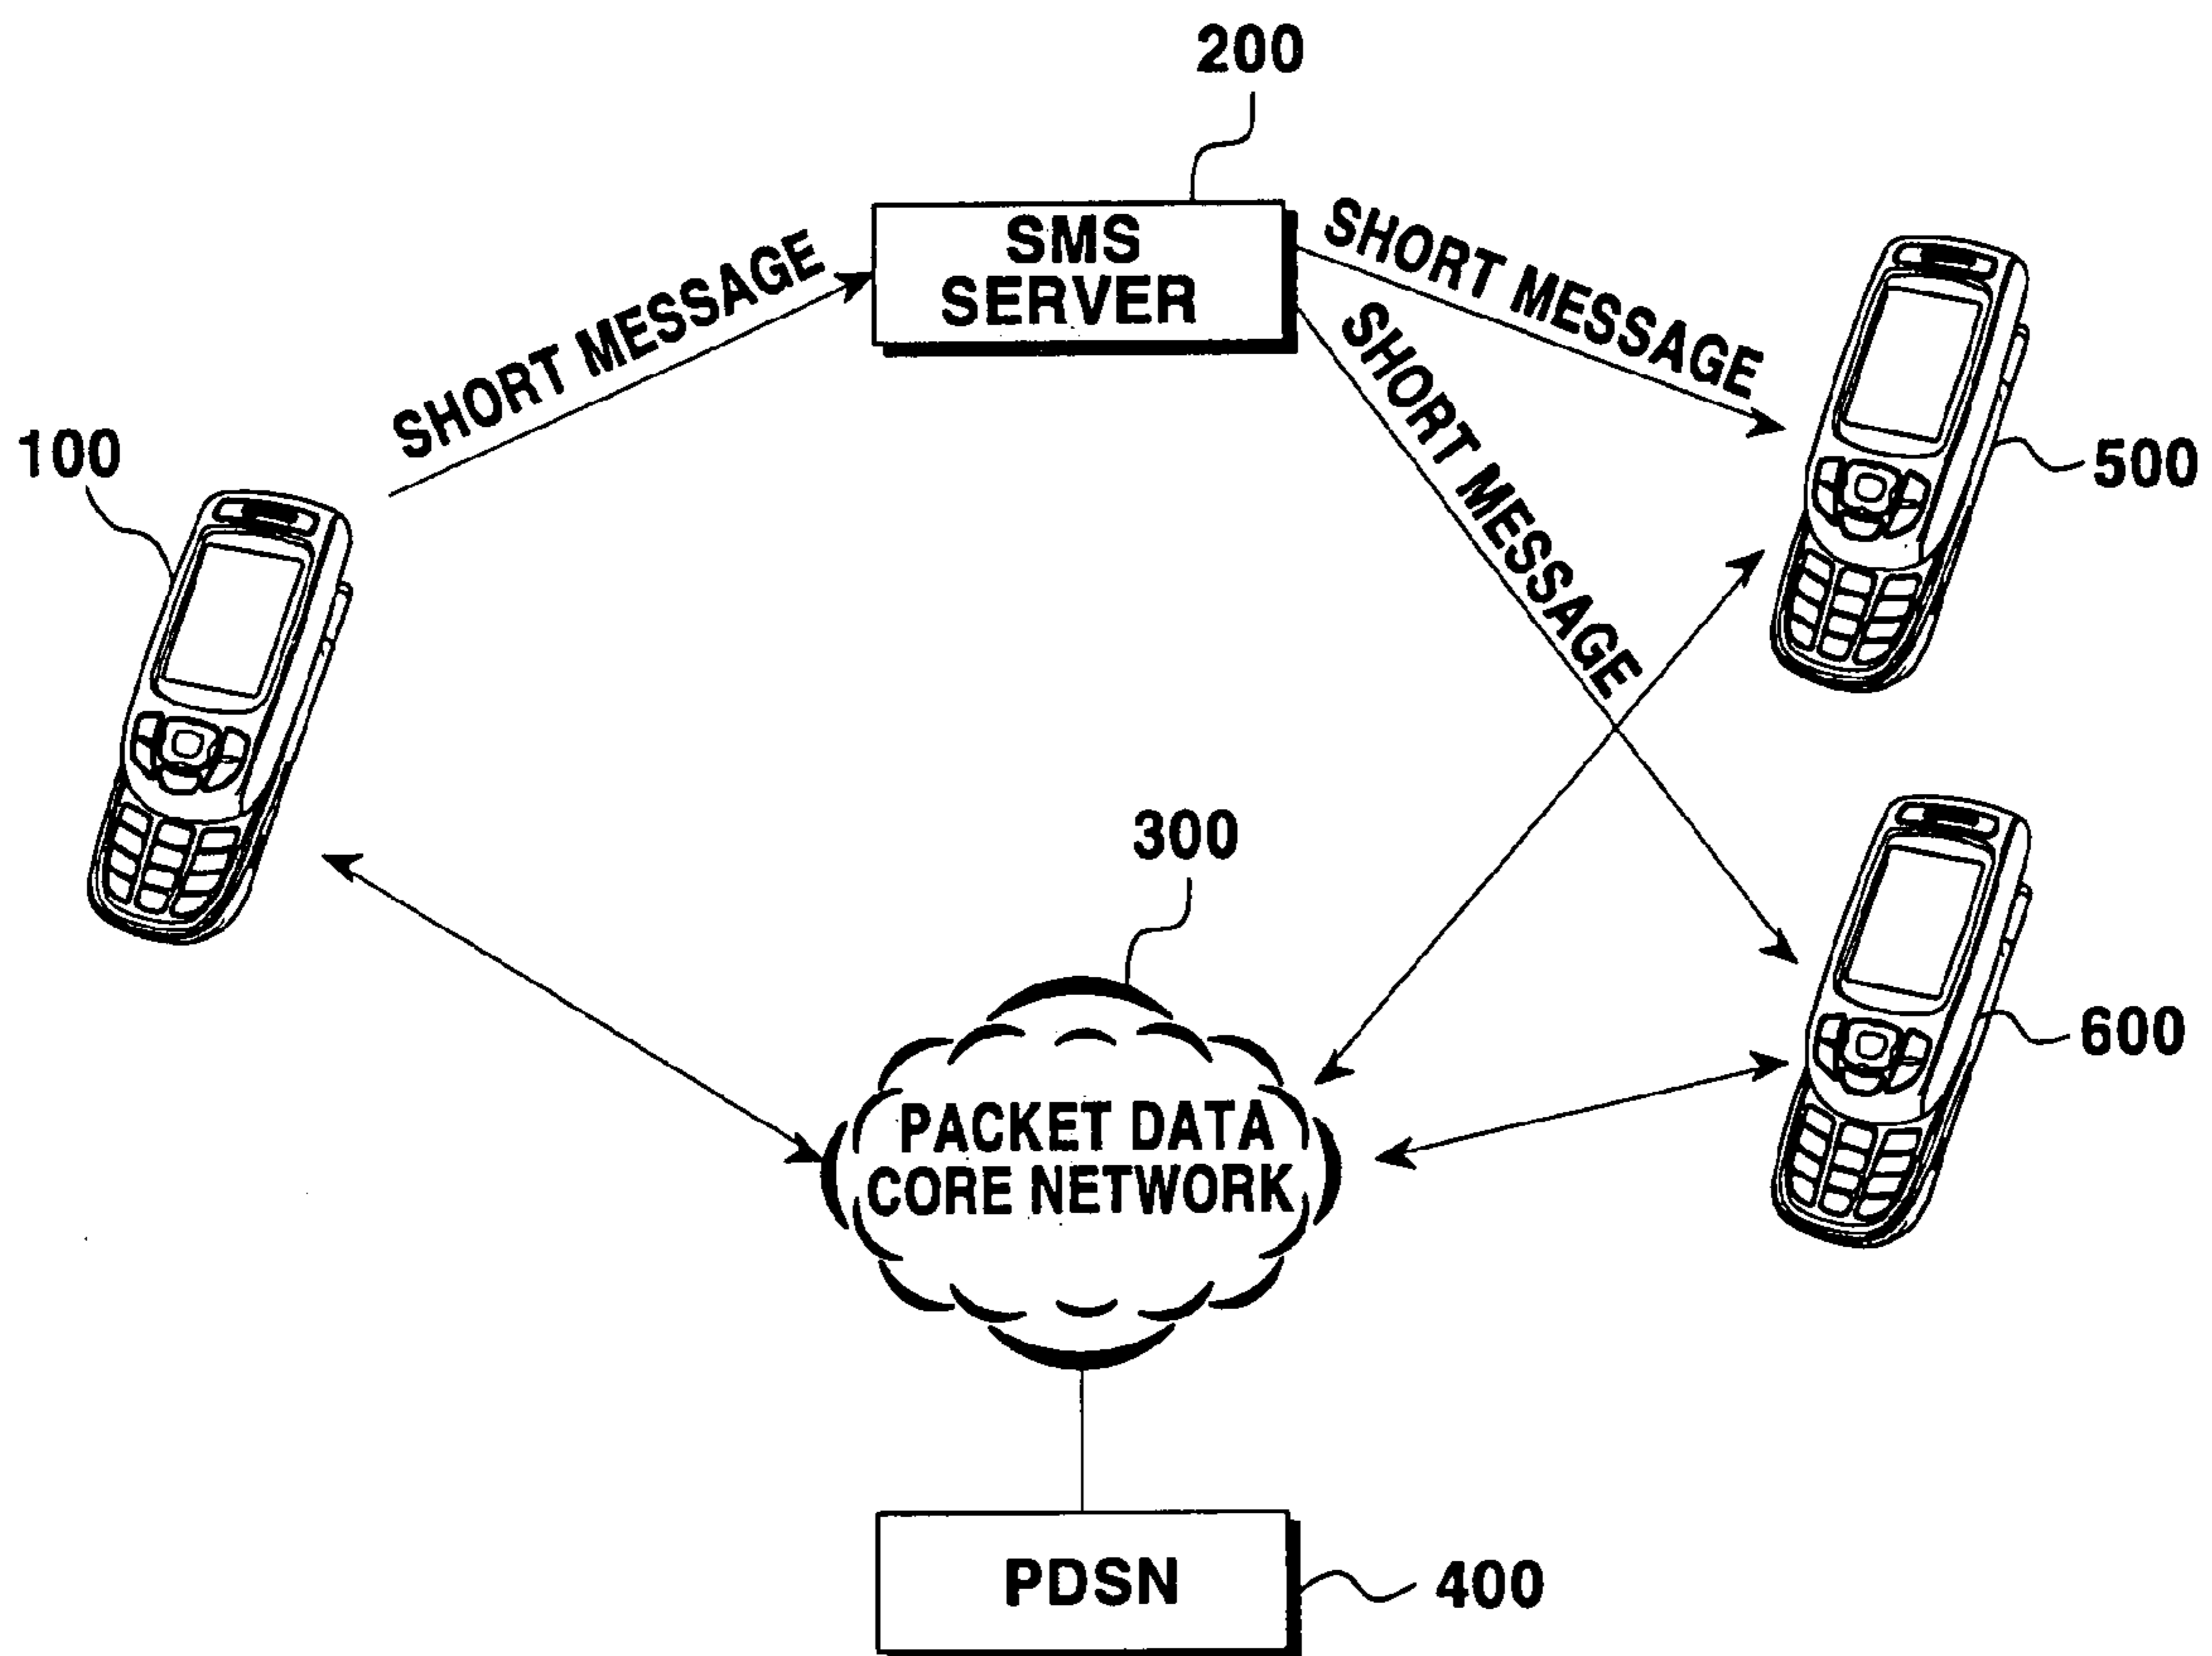 200
SMS
SERVER
SHORT MESSAGE
SHORT MESSAGE
SHORT MESSAGE
100
500
300
600
PACKET DATA
CORE NETWORK
PDSN
400